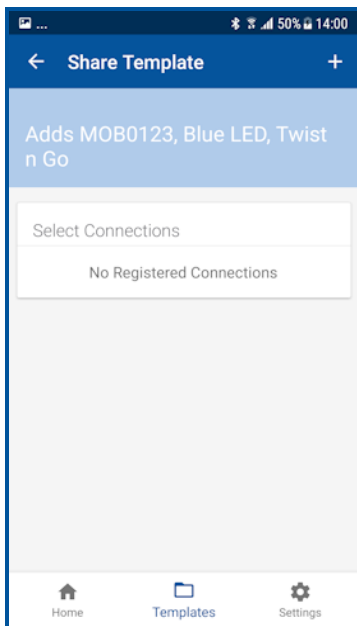 ... 50% 14:00
Share Template
Adds MOB0123, Blue LED, Twist
n Go
Select Connections
No Registered Connections
Home Templates Settings